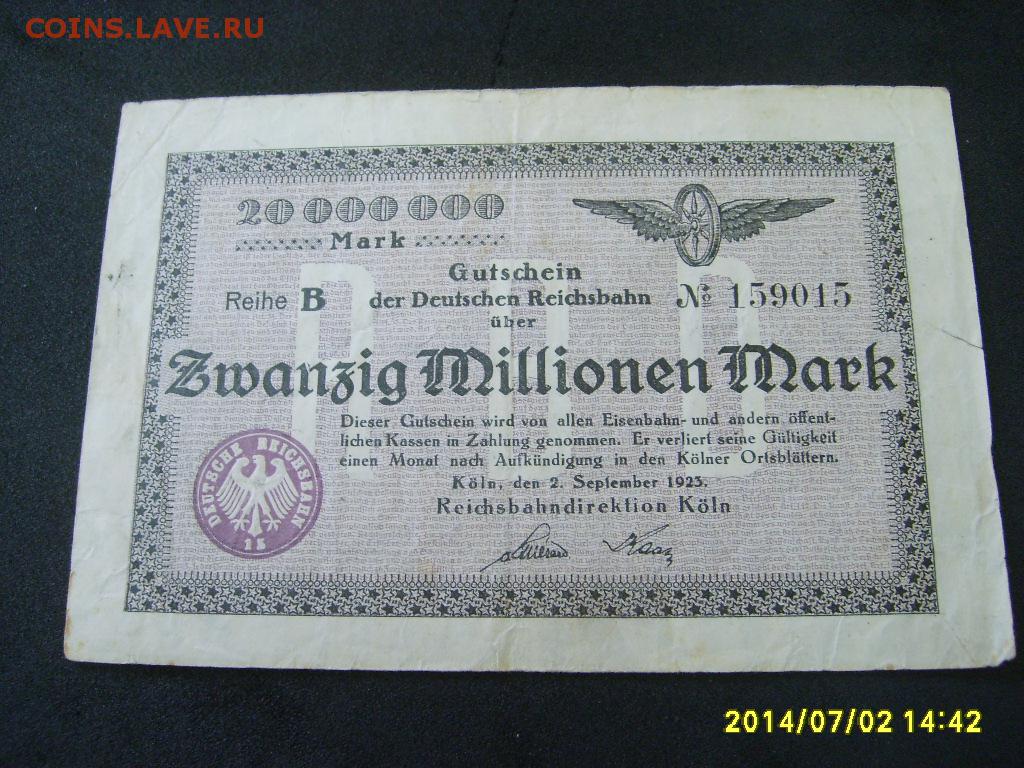 COINS.LAVE.RU
20 000 000
Mark
Gutschein
Reihe B der Deutschen Reichsbahn № 159015
über
Zwanzig Millionen Mark
Dieser Gutschein wird von allen Eisenbahn- und andern öffent-
lichen Kassen in Zahlung genommen. Er verliert seine Gültigkeit
einen Monat nach Aufkündigung in den Kölner Ortsblättern.
Köln, den 2. September 1923.
Reichsbahndirektion Köln
DEUTSCHE REICHSBAHN
15
2014/07/02 14:42